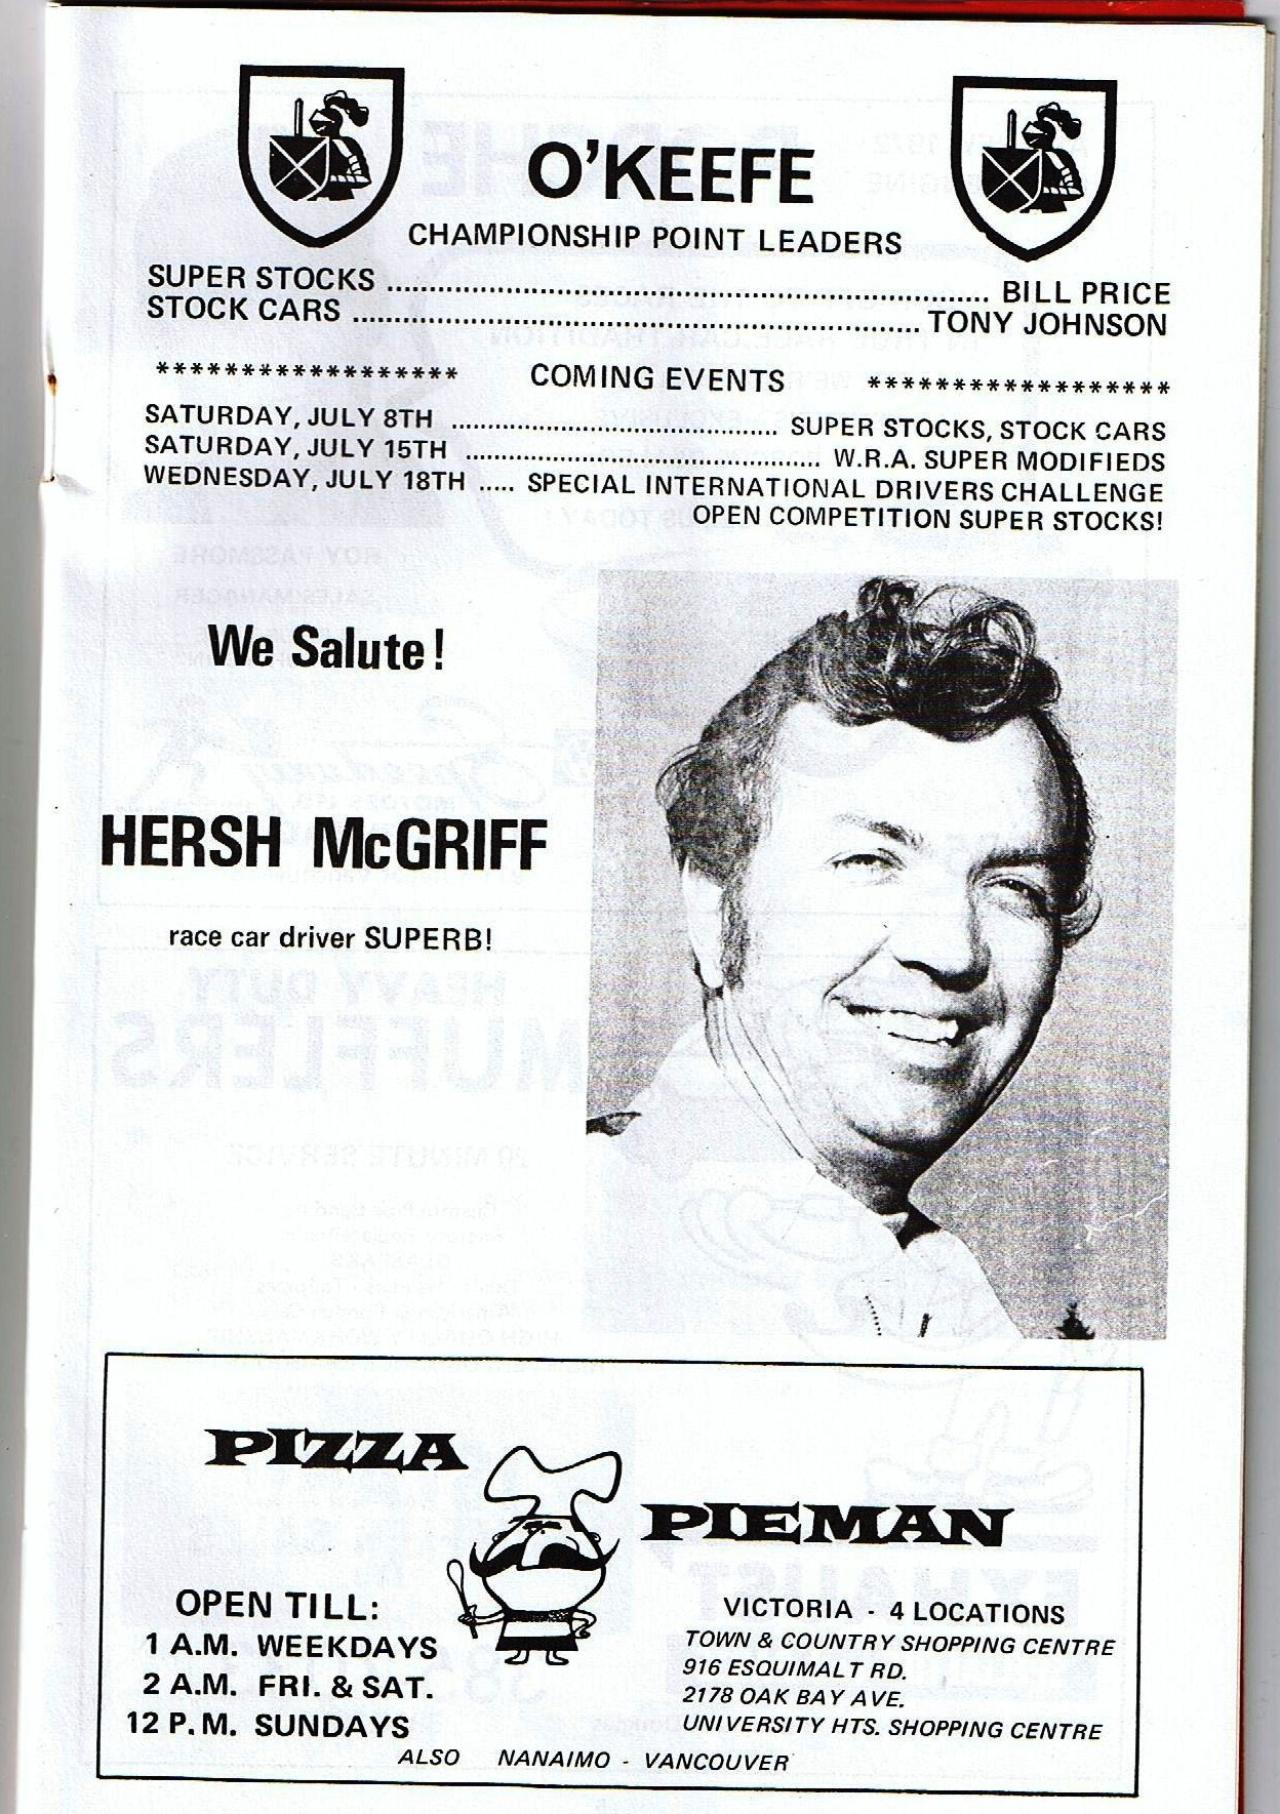 O'KEEFE
CHAMPIONSHIP POINT LEADERS
SUPER STOCKS ........................................................................ BILL PRICE
STOCK CARS .................................................................... TONY JOHNSON
****************** COMING EVENTS ******************
SATURDAY, JULY 8TH ............................................ SUPER STOCKS, STOCK CARS
SATURDAY, JULY 15TH ................................................ W.R.A. SUPER MODIFIEDS
WEDNESDAY, JULY 18TH ..... SPECIAL INTERNATIONAL DRIVERS CHALLENGE
OPEN COMPETITION SUPER STOCKS!
We Salute!
HERSH McGRIFF
race car driver SUPERB!
PIZZA
PIEMAN
OPEN TILL:
1 A.M. WEEKDAYS
2 A.M. FRI. & SAT.
12 P.M. SUNDAYS
VICTORIA - 4 LOCATIONS
TOWN & COUNTRY SHOPPING CENTRE
916 ESQUIMALT RD.
2178 OAK BAY AVE.
UNIVERSITY HTS. SHOPPING CENTRE
ALSO NANAIMO - VANCOUVER